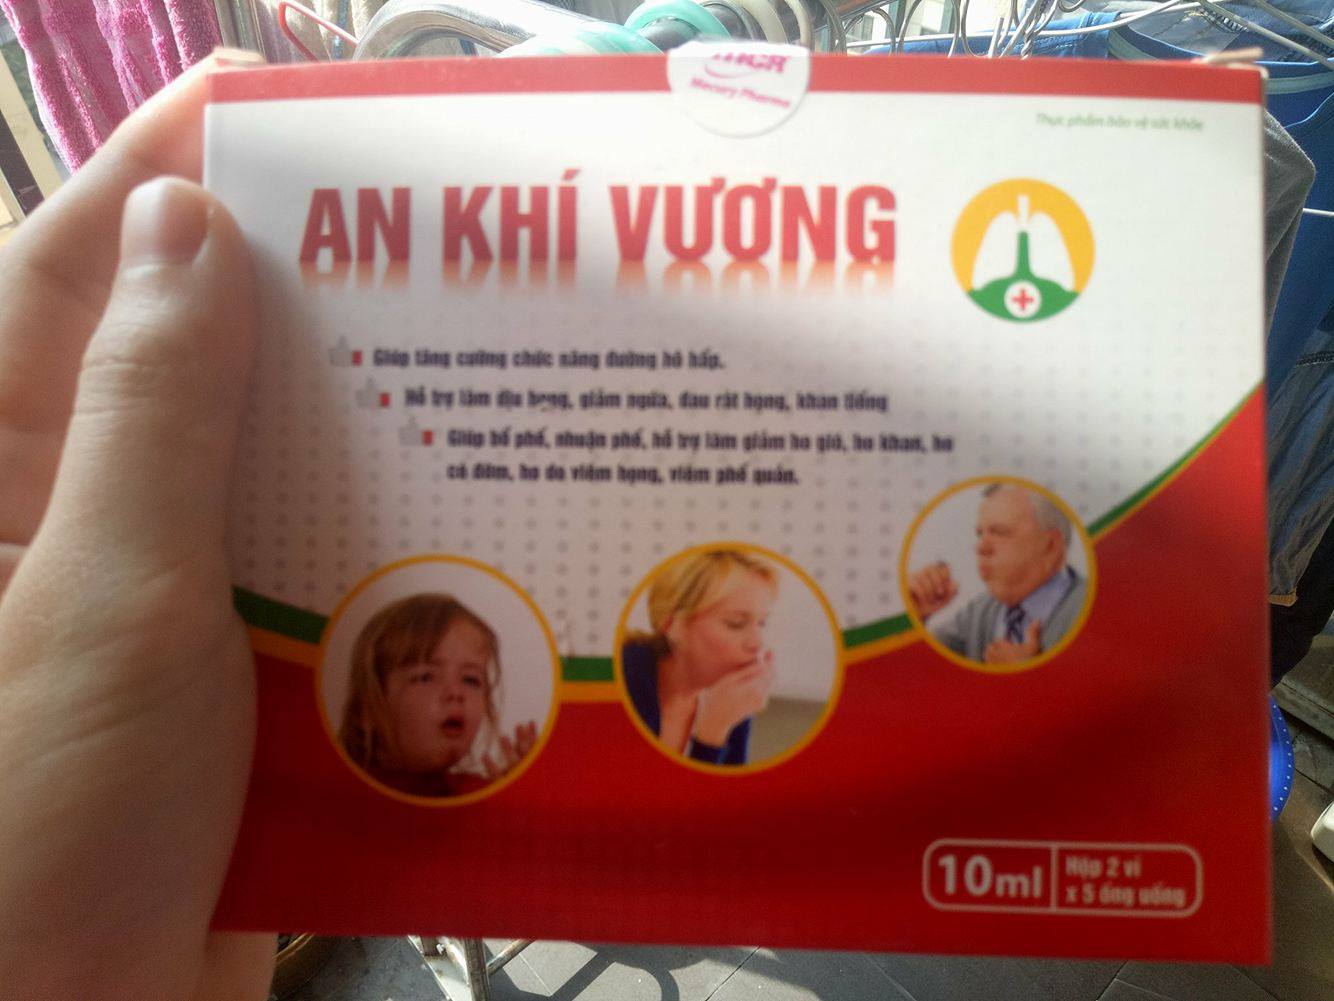 Mecury Pharma
Thực phẩm bảo vệ sức khỏe
AN KHÍ VƯƠNG
Giúp tăng cường chức năng đường hô hấp.
Hỗ trợ làm dịu họng, giảm ngứa, đau rát họng, khan tiếng
Giúp bổ phế, nhuận phế, hỗ trợ làm giảm ho gió, ho khan, ho
có đờm, ho do viêm họng, viêm phế quản.
10ml
Hộp 2 vỉ
x 5 ống uống